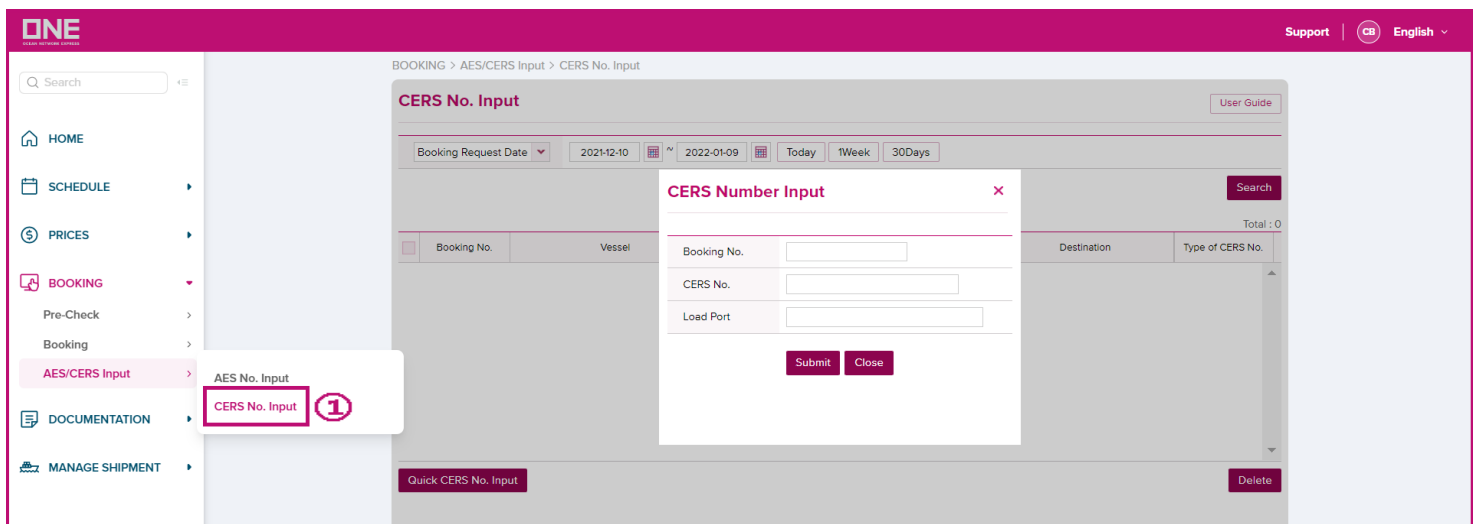 ONE
OCEAN NETWORK EXPRESS
Support
CB
English
Search
BOOKING > AES/CERS Input > CERS No. Input
CERS No. Input
User Guide
HOME
Booking Request Date
2021-12-10
~
2022-01-09
Today
1Week
30Days
SCHEDULE
CERS Number Input
×
Search
Total : 0
PRICES
Booking No.
Vessel
Destination
Type of CERS No.
Booking No.
CERS No.
Load Port
Submit
Close
BOOKING
Pre-Check
Booking
AES/CERS Input
AES No. Input
CERS No. Input
1
DOCUMENTATION
MANAGE SHIPMENT
Quick CERS No. Input
Delete